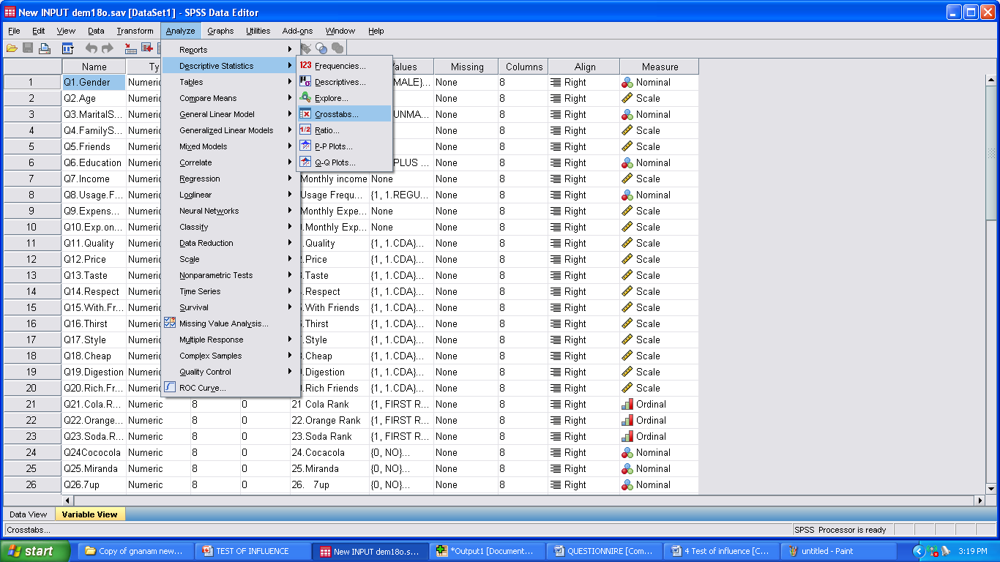 New INPUT dem18o.sav [DataSet1] - SPSS Data Editor
File Edit View Data Transform Analyze Graphs Utilities Add-ons Window Help
Reports
Descriptive Statistics
Tables
Compare Means
General Linear Model
Generalized Linear Models
Mixed Models
Correlate
Regression
Loglinear
Neural Networks
Classify
Data Reduction
Scale
Nonparametric Tests
Time Series
Survival
Missing Value Analysis...
Multiple Response
Complex Samples
Quality Control
ROC Curve...
123 Frequencies...
Descriptives...
Explore...
Crosstabs...
1/2 Ratio...
P-P Plots...
Q-Q Plots...
Name Ty alues Missing Columns Align Measure
1 Q1.Gender Numeric MALE}... None 8 Right Nominal
2 Q2.Age Numeric None 8 Right Scale
3 Q3.MaritalS... Numeric UNMA... None 8 Right Nominal
4 Q4.FamilyS... Numeric None 8 Right Scale
5 Q5.Friends Numeric None 8 Right Scale
6 Q6.Education Numeric PLUS ... None 8 Right Nominal
7 Q7.Income Numeric Monthly income None None 8 Right Scale
8 Q8.Usage.F... Numeric Usage Frequ... {1, 1.REGU... None 8 Right Nominal
9 Q9.Expens... Numeric Monthly Expe... None None 8 Right Scale
10 Q10.Exp.on... Numeric .Monthly Exp... None None 8 Right Scale
11 Q11.Quality Numeric .Quality {1, 1.CDA}... None 8 Right Scale
12 Q12.Price Numeric .Price {1, 1.CDA}... None 8 Right Scale
13 Q13.Taste Numeric .Taste {1, 1.CDA}... None 8 Right Scale
14 Q14.Respect Numeric .Respect {1, 1.CDA}... None 8 Right Scale
15 Q15.With.Fr... Numeric .With Friends {1, 1.CDA}... None 8 Right Scale
16 Q16.Thirst Numeric .Thirst {1, 1.CDA}... None 8 Right Scale
17 Q17.Style Numeric .Style {1, 1.CDA}... None 8 Right Scale
18 Q18.Cheap Numeric .Cheap {1, 1.CDA}... None 8 Right Scale
19 Q19.Digestion Numeric .Digestion {1, 1.CDA}... None 8 Right Scale
20 Q20.Rich.Fr... Numeric .Rich Friends {1, 1.CDA}... None 8 Right Scale
21 Q21.Cola.R... Numeric 8 0 21 Cola Rank {1, FIRST R... None 8 Right Ordinal
22 Q22.Orange... Numeric 8 0 22.Orange Rank {1, FIRST R... None 8 Right Ordinal
23 Q23.Soda.R... Numeric 8 0 23.Soda Rank {1, FIRST R... None 8 Right Ordinal
24 Q24Cococola Numeric 8 0 24.Cocacola {0, NO}... None 8 Right Nominal
25 Q25.Miranda Numeric 8 0 25.Miranda {0, NO}... None 8 Right Nominal
26 Q26.7up Numeric 8 0 26. 7up {0, NO}... None 8 Right Nominal
Data View Variable View
Crosstabs... SPSS Processor is ready
start Copy of gnanam new... TEST OF INFLUENCE New INPUT dem18o.s... *Output1 [Document... QUESTIONNIRE [Com... 4 Test of influence [C... untitled - Paint 3:19 PM